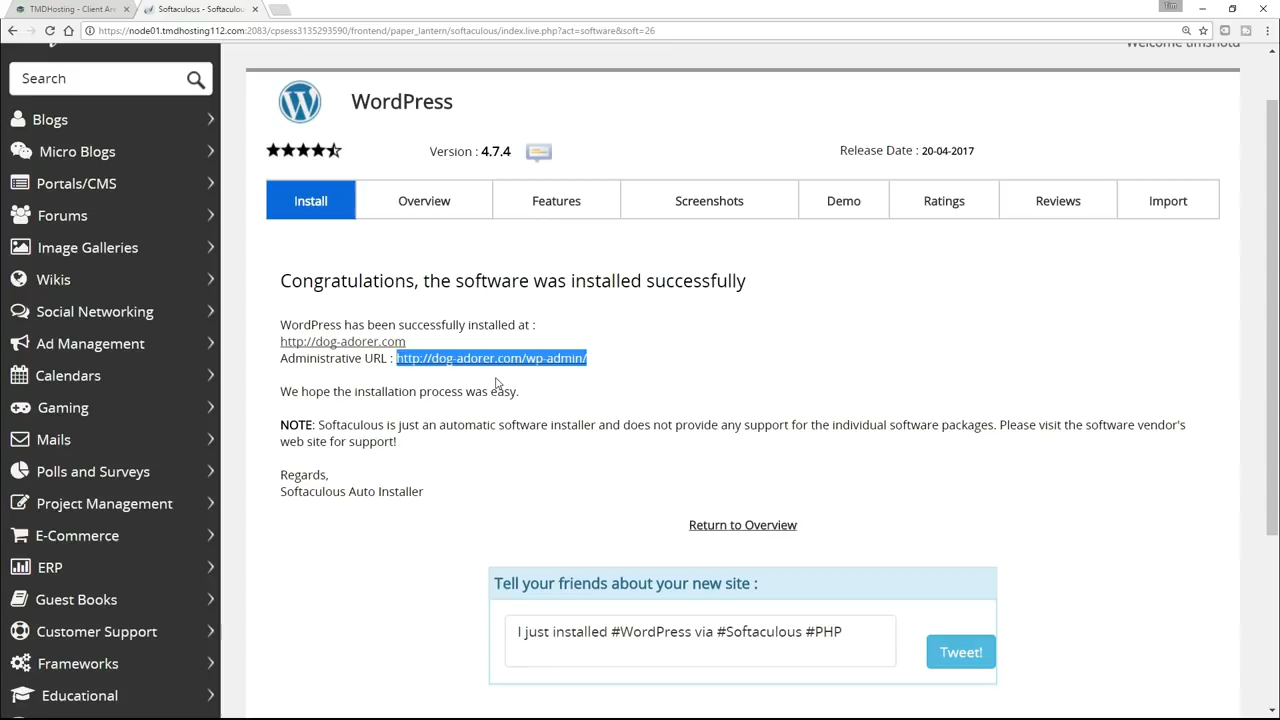 TMDHosting - Client Are
Softaculous - Softaculou
https://node01.tmdhosting112.com:2083/cpsess3135293590/frontend/paper_lantern/softaculous/index.live.php?act=software&soft=26
Search
Blogs
Micro Blogs
Portals/CMS
Forums
Image Galleries
Wikis
Social Networking
Ad Management
Calendars
Gaming
Mails
Polls and Surveys
Project Management
E-Commerce
ERP
Guest Books
Customer Support
Frameworks
Educational
Welcome
WordPress
Version : 4.7.4
Release Date : 20-04-2017
Install
Overview
Features
Screenshots
Demo
Ratings
Reviews
Import
Congratulations, the software was installed successfully
WordPress has been successfully installed at :
http://dog-adorer.com
Administrative URL : http://dog-adorer.com/wp-admin/
We hope the installation process was easy.
NOTE: Softaculous is just an automatic software installer and does not provide any support for the individual software packages. Please visit the software vendor's
web site for support!
Regards,
Softaculous Auto Installer
Return to Overview
Tell your friends about your new site :
I just installed #WordPress via #Softaculous #PHP
Tweet!